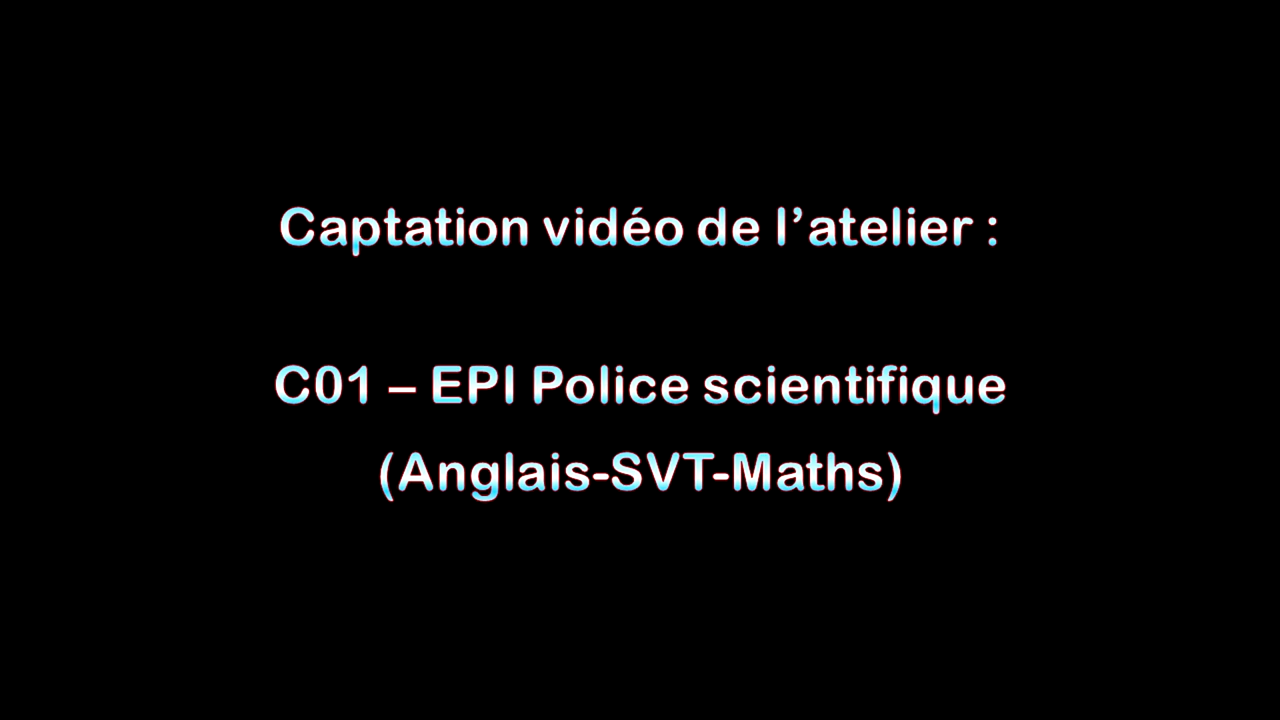 Captation vidéo de l’atelier :
C01 – EPI Police scientifique
(Anglais-SVT-Maths)